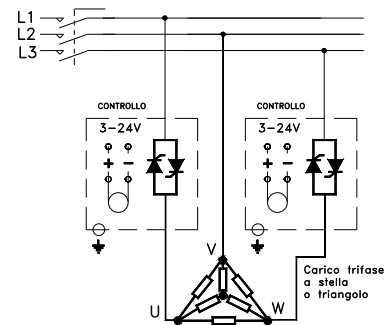 L1
L2
L3
CONTROLLO
3-24V
+ -
CONTROLLO
3-24V
+ -
V
U
W
Carico trifase
a stella
o triangolo